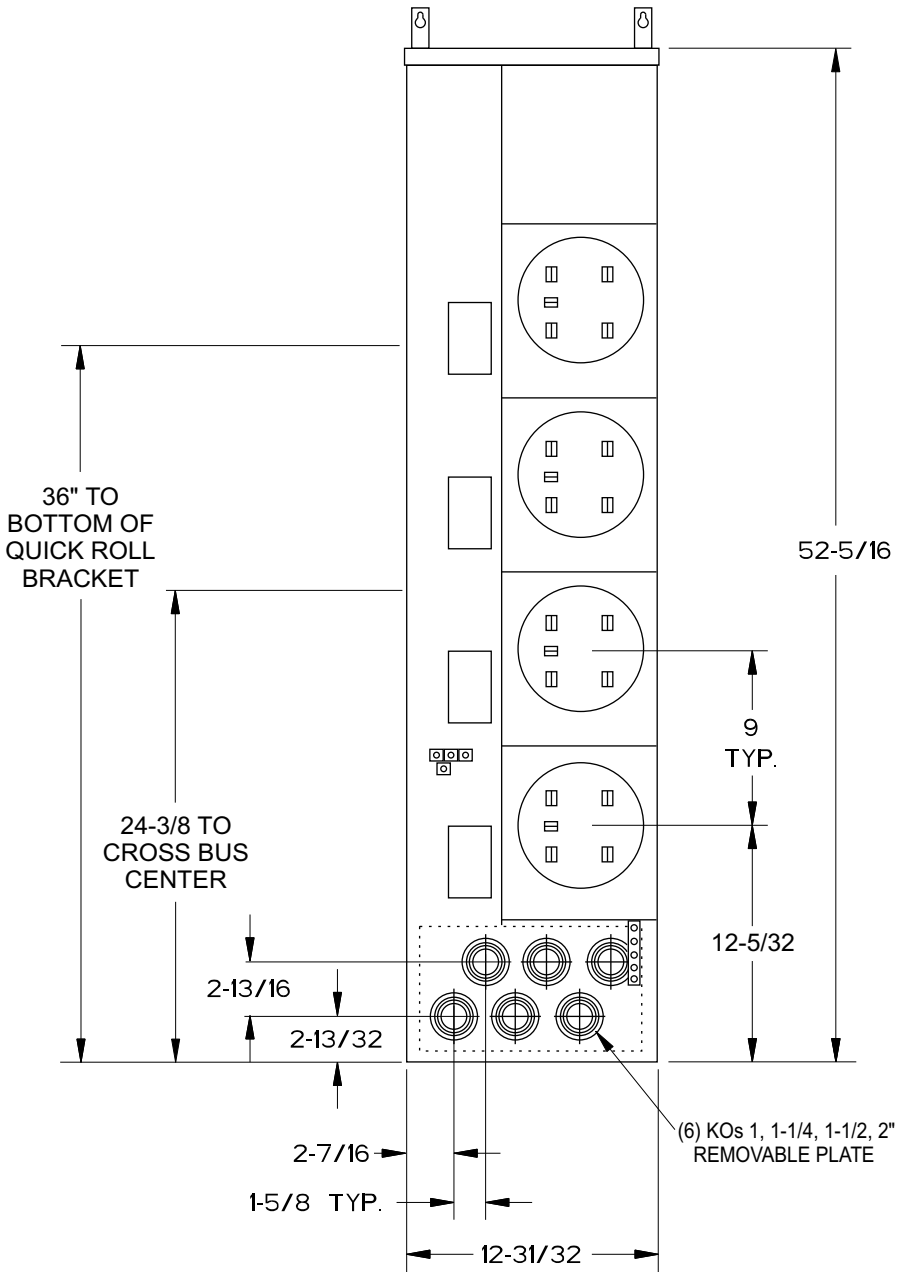 36" TO
BOTTOM OF
QUICK ROLL
BRACKET
52-5/16
9
TYP.
24-3/8 TO
CROSS BUS
CENTER
12-5/32
2-13/16
2-13/32
(6) KOs 1, 1-1/4, 1-1/2, 2"
REMOVABLE PLATE
2-7/16
1-5/8 TYP.
12-31/32